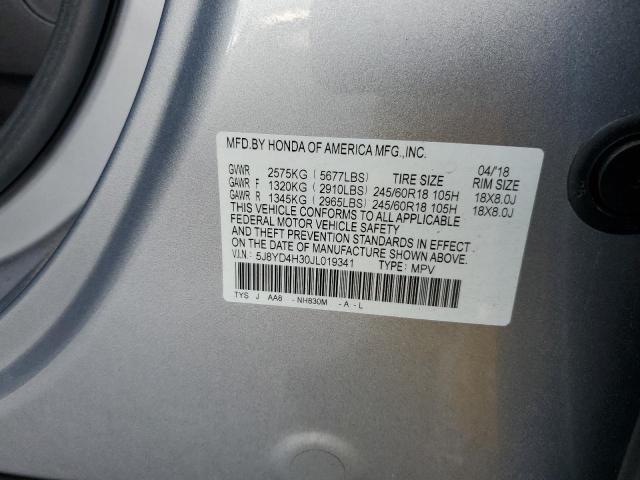 MFD.BY HONDA OF AMERICA MFG.,INC.
04/'18
GVWR 2575KG ( 5677LBS) TIRE SIZE RIM SIZE
GAWR F 1320KG ( 2910LBS) 245/60R18 105H 18X8.0J
GAWR R 1345KG ( 2965LBS) 245/60R18 105H 18X8.0J
THIS VEHICLE CONFORMS TO ALL APPLICABLE
FEDERAL MOTOR VEHICLE SAFETY
AND THEFT PREVENTION STANDARDS IN EFFECT
ON THE DATE OF MANUFACTURE SHOWN ABOVE.
V.I.N: 5J8YD4H30JL019341 TYPE: MPV
TYS J AA8 -NH830M -A-L